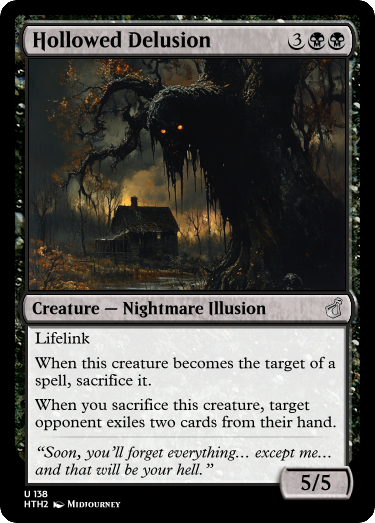 Hollowed Delusion 3
Creature — Nightmare Illusion
Lifelink
When this creature becomes the target of a
spell, sacrifice it.
When you sacrifice this creature, target
opponent exiles two cards from their hand.
“Soon, you’ll forget everything… except me…
and that will be your hell.”
5/5
U 138
HTH2 Midjourney